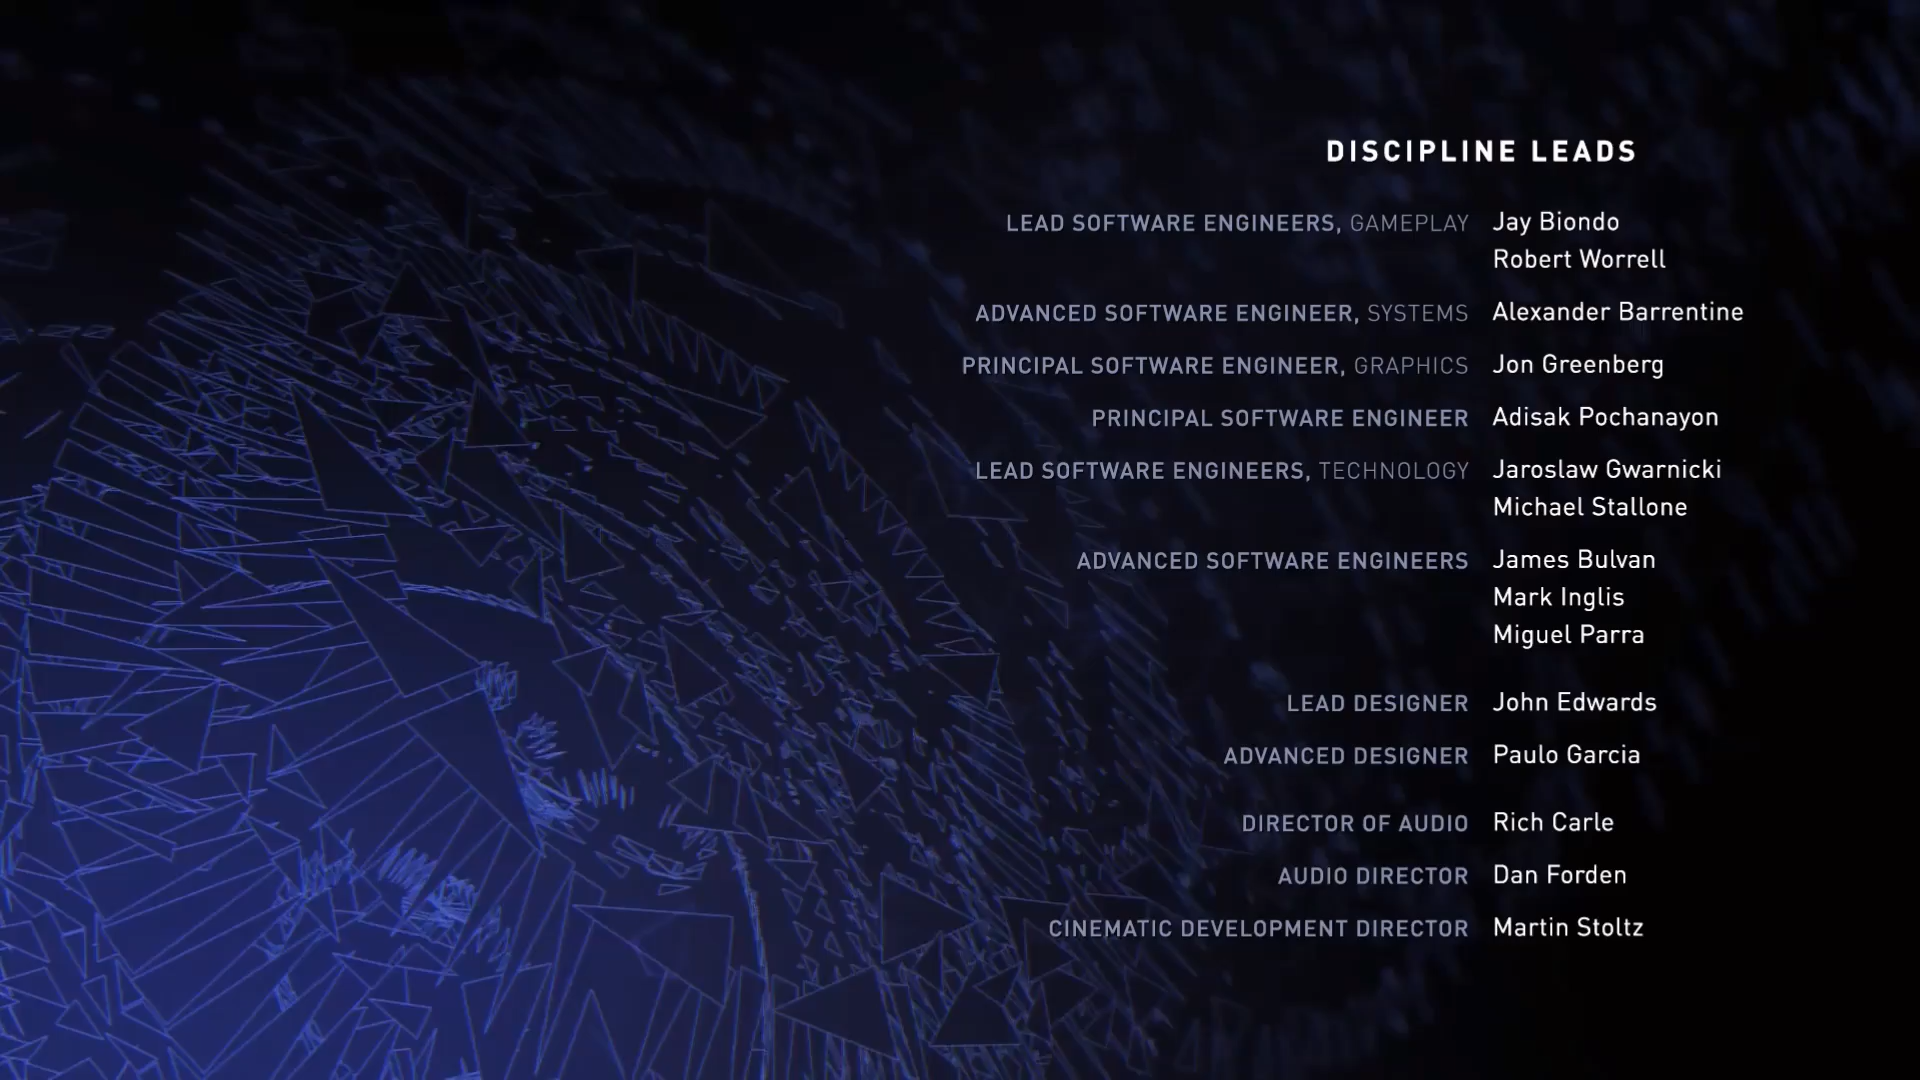 DISCIPLINE LEADS
LEAD SOFTWARE ENGINEERS, GAMEPLAY Jay Biondo
Robert Worrell
ADVANCED SOFTWARE ENGINEER, SYSTEMS Alexander Barrentine
PRINCIPAL SOFTWARE ENGINEER, GRAPHICS Jon Greenberg
PRINCIPAL SOFTWARE ENGINEER Adisak Pochanayon
LEAD SOFTWARE ENGINEERS, TECHNOLOGY Jaroslaw Gwarnicki
Michael Stallone
ADVANCED SOFTWARE ENGINEERS James Bulvan
Mark Inglis
Miguel Parra
LEAD DESIGNER John Edwards
ADVANCED DESIGNER Paulo Garcia
DIRECTOR OF AUDIO Rich Carle
AUDIO DIRECTOR Dan Forden
CINEMATIC DEVELOPMENT DIRECTOR Martin Stoltz